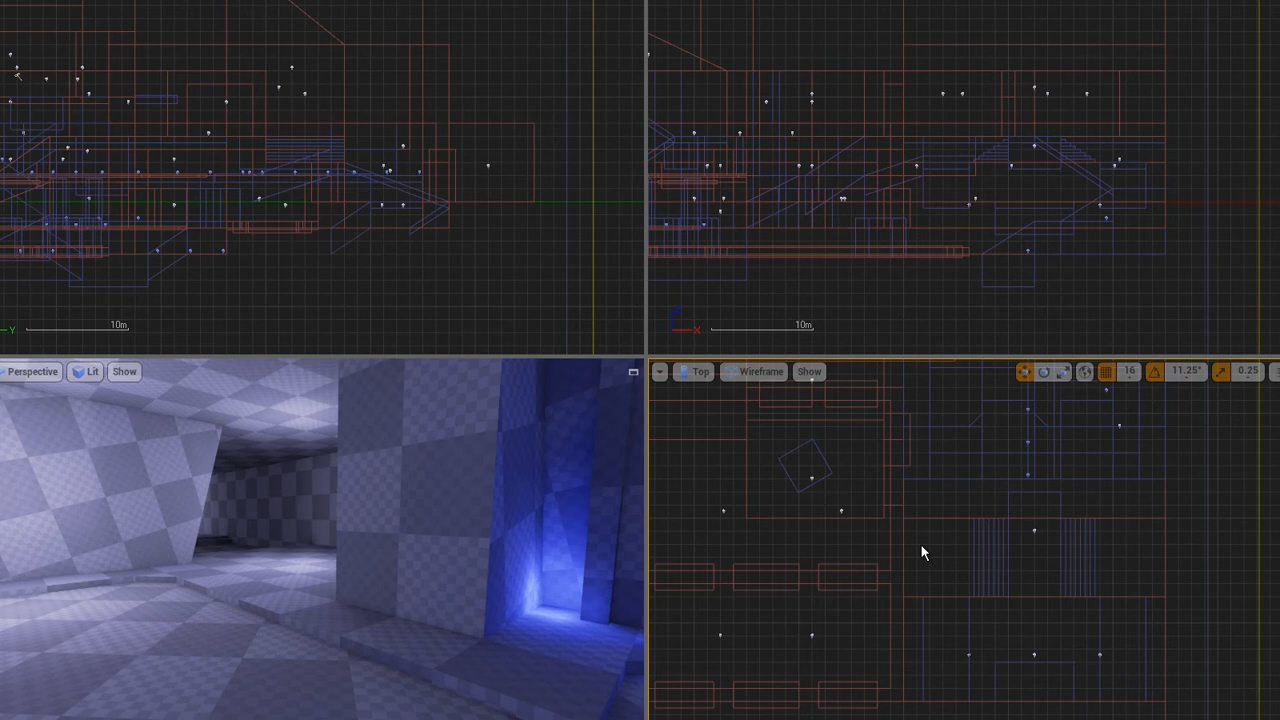 Y
10m
Z
X
10m
Perspective
Lit
Show
Top
Wireframe
Show
16
11.25°
0.25